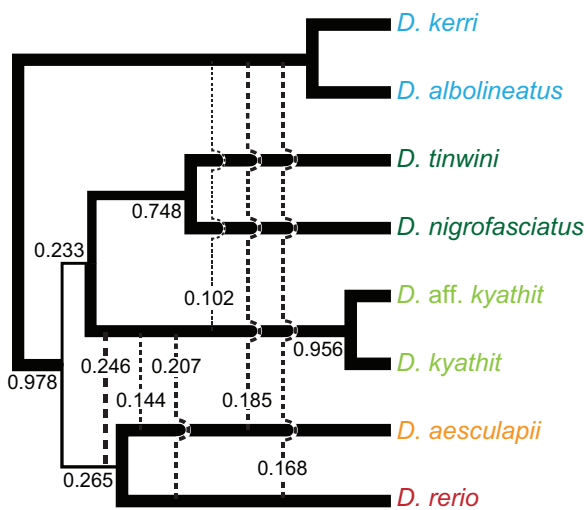 D. kerri
D. albolineatus
D. tinwini
0.748
D. nigrofasciatus
0.233
0.102
D. aff. kyathit
0.956
D. kyathit
0.978
0.246
0.207
0.144
0.185
D. aesculapii
0.265
0.168
D. rerio